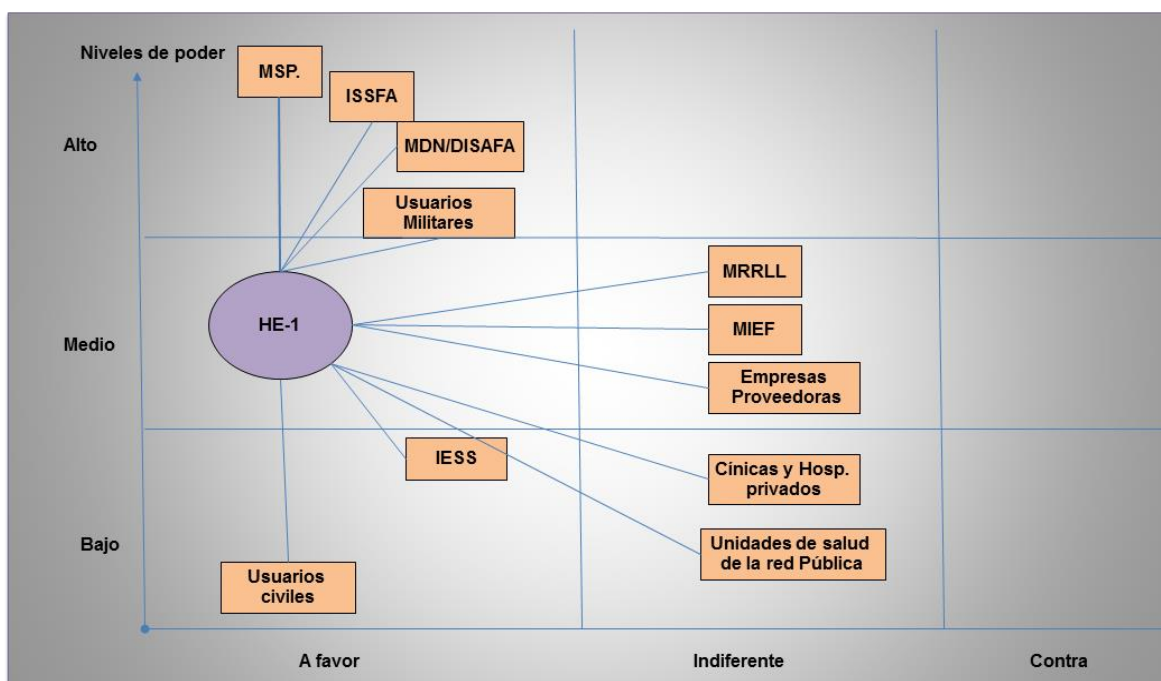 Niveles de poder
MSP.
ISSFA
Alto
MDN/DISAFA
Usuarios
Militares
MRRLL
HE-1
MIEF
Medio
Empresas
Proveedoras
IESS
Cínicas y Hosp.
privados
Bajo
Unidades de salud
de la red Pública
Usuarios
civiles
A favor
Indiferente
Contra